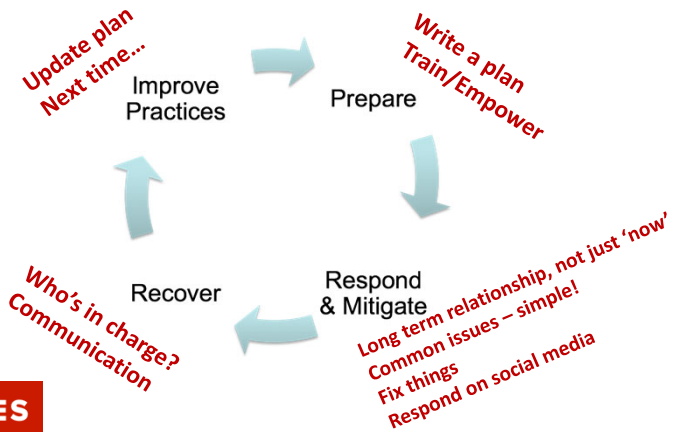 Update plan
Next time...
Improve
Practices
Prepare
Write a plan
Train/Empower
Respond
& Mitigate
Long term relationship, not just ‘now’
Common issues – simple!
Fix things
Respond on social media
Recover
Who’s in charge?
Communication
ES